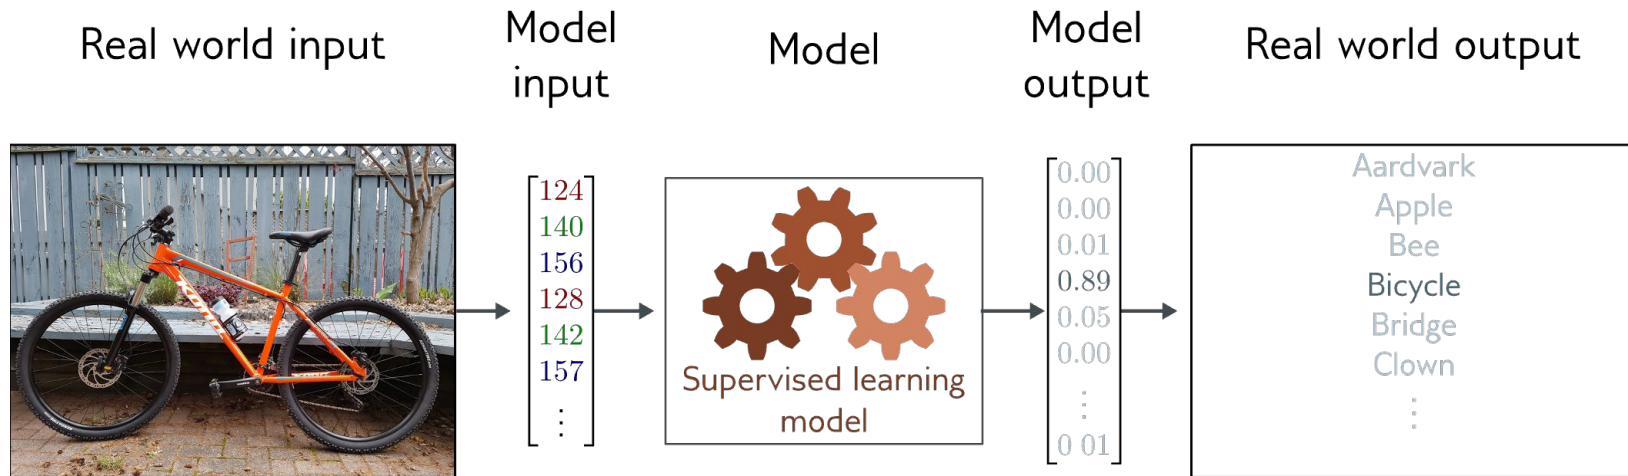 Real world input
Model
input
Model
Model
output
Real world output
124
140
156
128
142
157
⋮
Supervised learning
model
0.00
0.00
0.01
0.89
0.05
0.00
⋮
0 01
Aardvark
Apple
Bee
Bicycle
Bridge
Clown
⋮
KONA